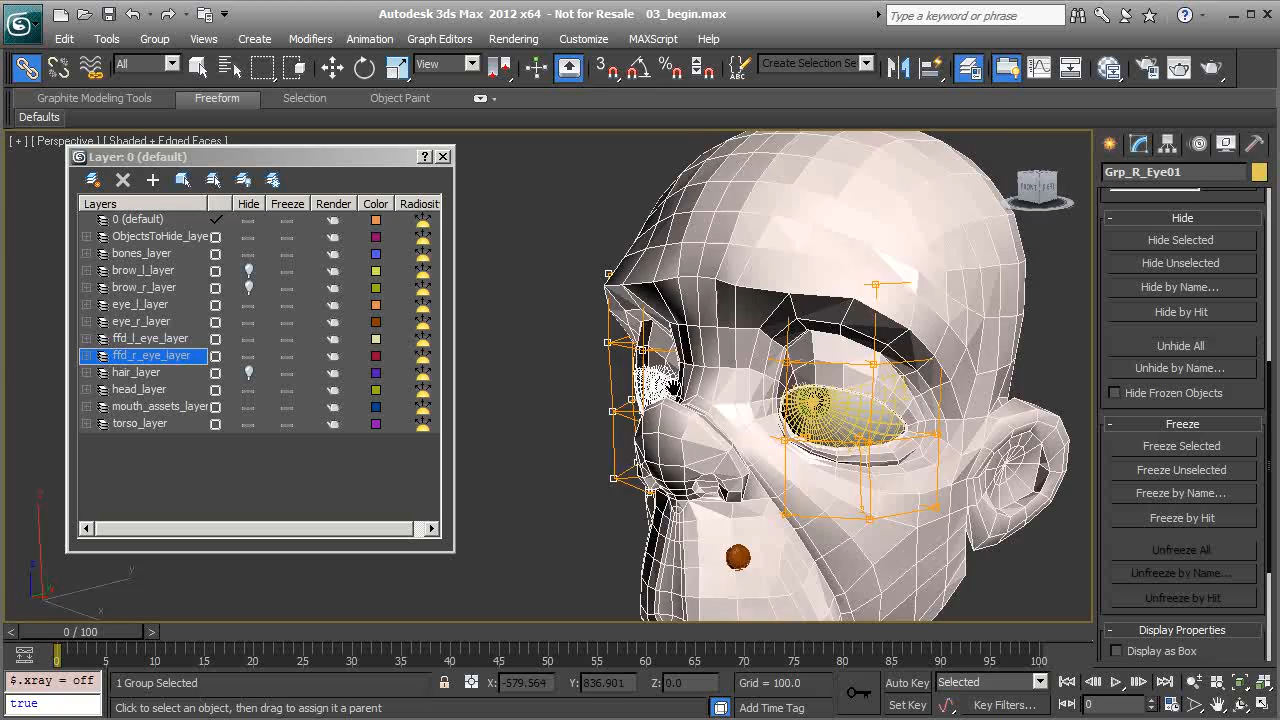 Autodesk 3ds Max 2012 x64 - Not for Resale 03_begin.max
Type a keyword or phrase
Edit Tools Group Views Create Modifiers Animation Graph Editors Rendering Customize MAXScript Help
All View Create Selection Se
Graphite Modeling Tools Freeform Selection Object Paint
Defaults
[ + ] [ Perspective ] [ Shaded + Edged Faces ]
Layer: 0 (default)
Layers Hide Freeze Render Color Radiosit
0 (default)
ObjectsToHide_laye
bones_layer
brow_l_layer
brow_r_layer
eye_l_layer
eye_r_layer
ffd_l_eye_layer
ffd_r_eye_layer
hair_layer
head_layer
mouth_assets_layer
torso_layer
Grp_R_Eye01
Hide
Hide Selected
Hide Unselected
Hide by Name...
Hide by Hit
Unhide All
Unhide by Name...
Hide Frozen Objects
Freeze
Freeze Selected
Freeze Unselected
Freeze by Name...
Freeze by Hit
Unfreeze All
Unfreeze by Name...
Unfreeze by Hit
Display Properties
Display as Box
z
y
x
< 0 / 100 >
0 5 10 15 20 25 30 35 40 45 50 55 60 65 70 75 80 85 90 95 100
$.xray = off
true
1 Group Selected X: -579.564 Y: 836.901 Z: 0.0 Grid = 100.0
Click to select an object, then drag to assign it a parent Add Time Tag
Auto Key Selected
Set Key Key Filters... 0